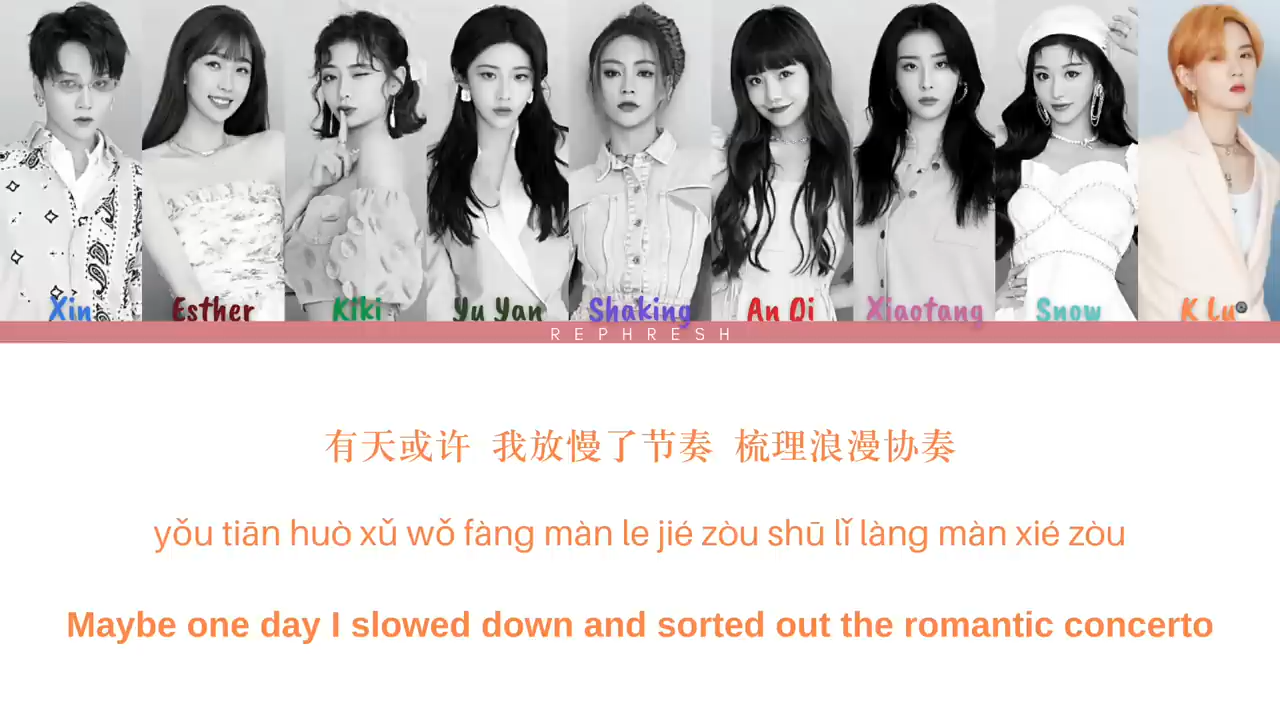 Xin Esther Kiki Yu Yan Shaking An Qi Xiaotang Snow K Lu
REPHRESH
有天或许 我放慢了节奏 梳理浪漫协奏
yǒu tiān huò xǔ wǒ fàng màn le jié zòu shū lǐ làng màn xié zòu
Maybe one day I slowed down and sorted out the romantic concerto